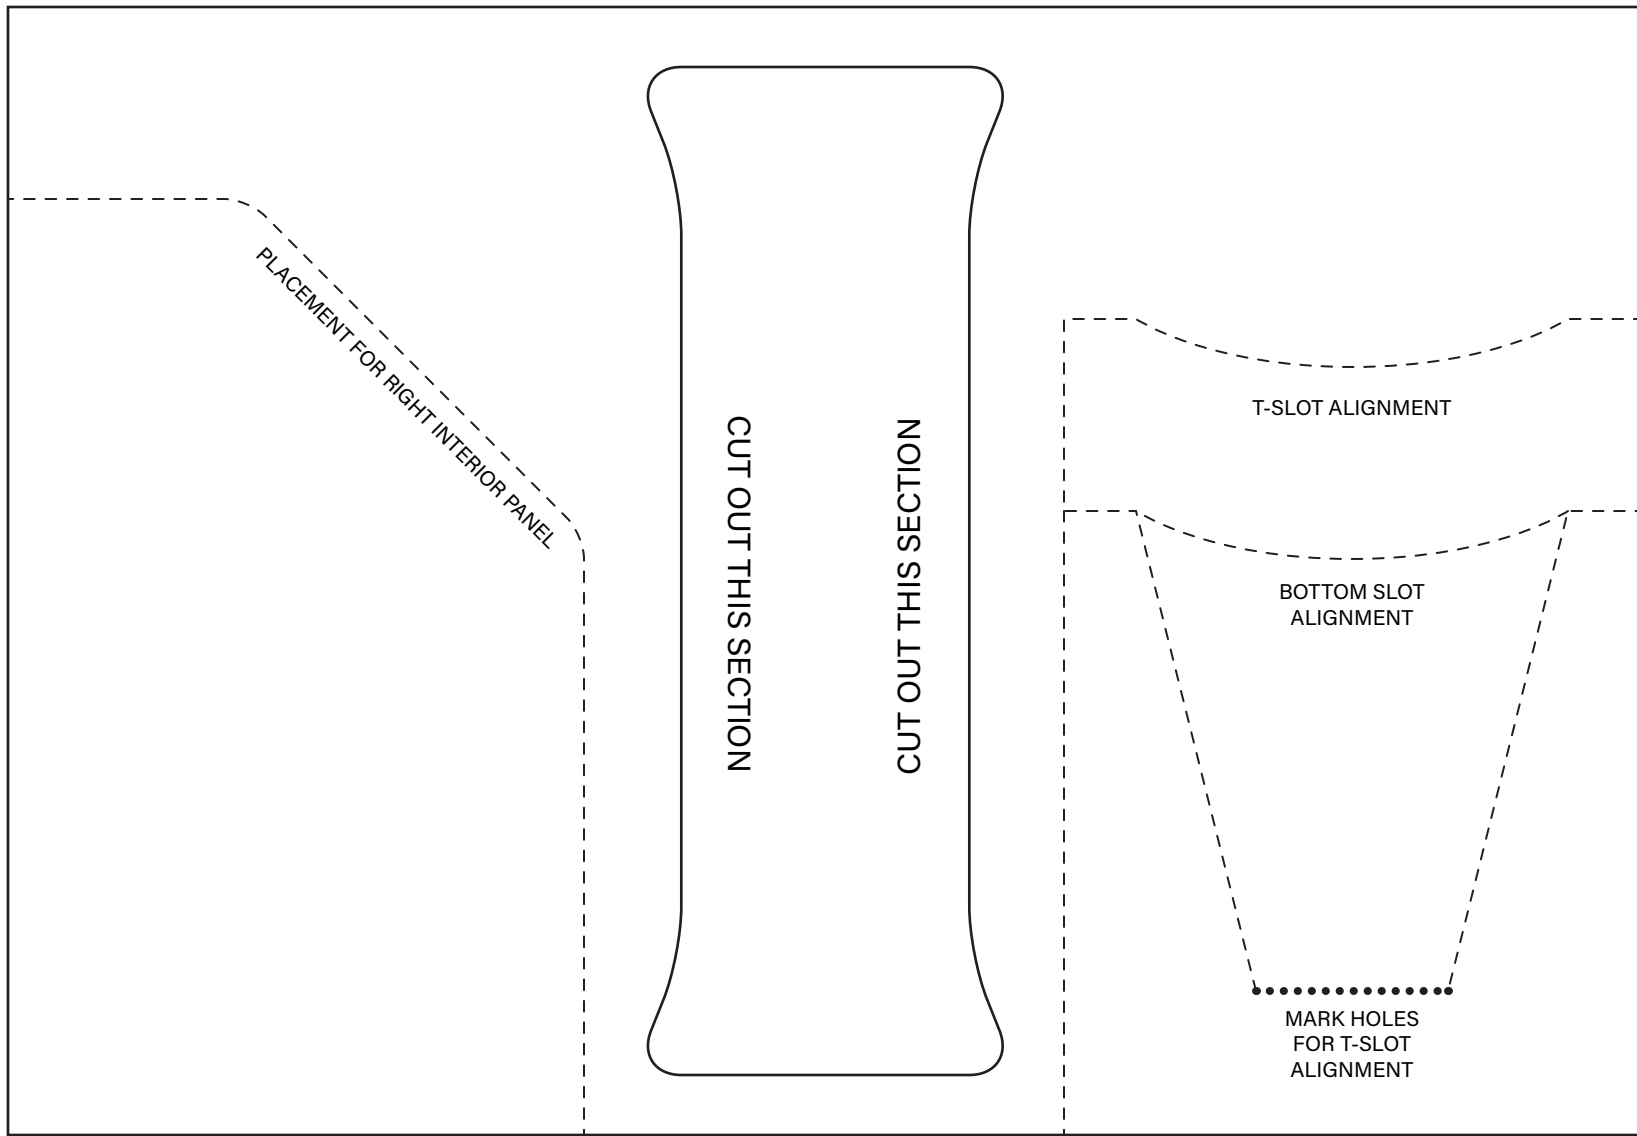 PLACEMENT FOR RIGHT INTERIOR PANEL
CUT OUT THIS SECTION
CUT OUT THIS SECTION
T-SLOT ALIGNMENT
BOTTOM SLOT
ALIGNMENT
MARK HOLES
FOR T-SLOT
ALIGNMENT